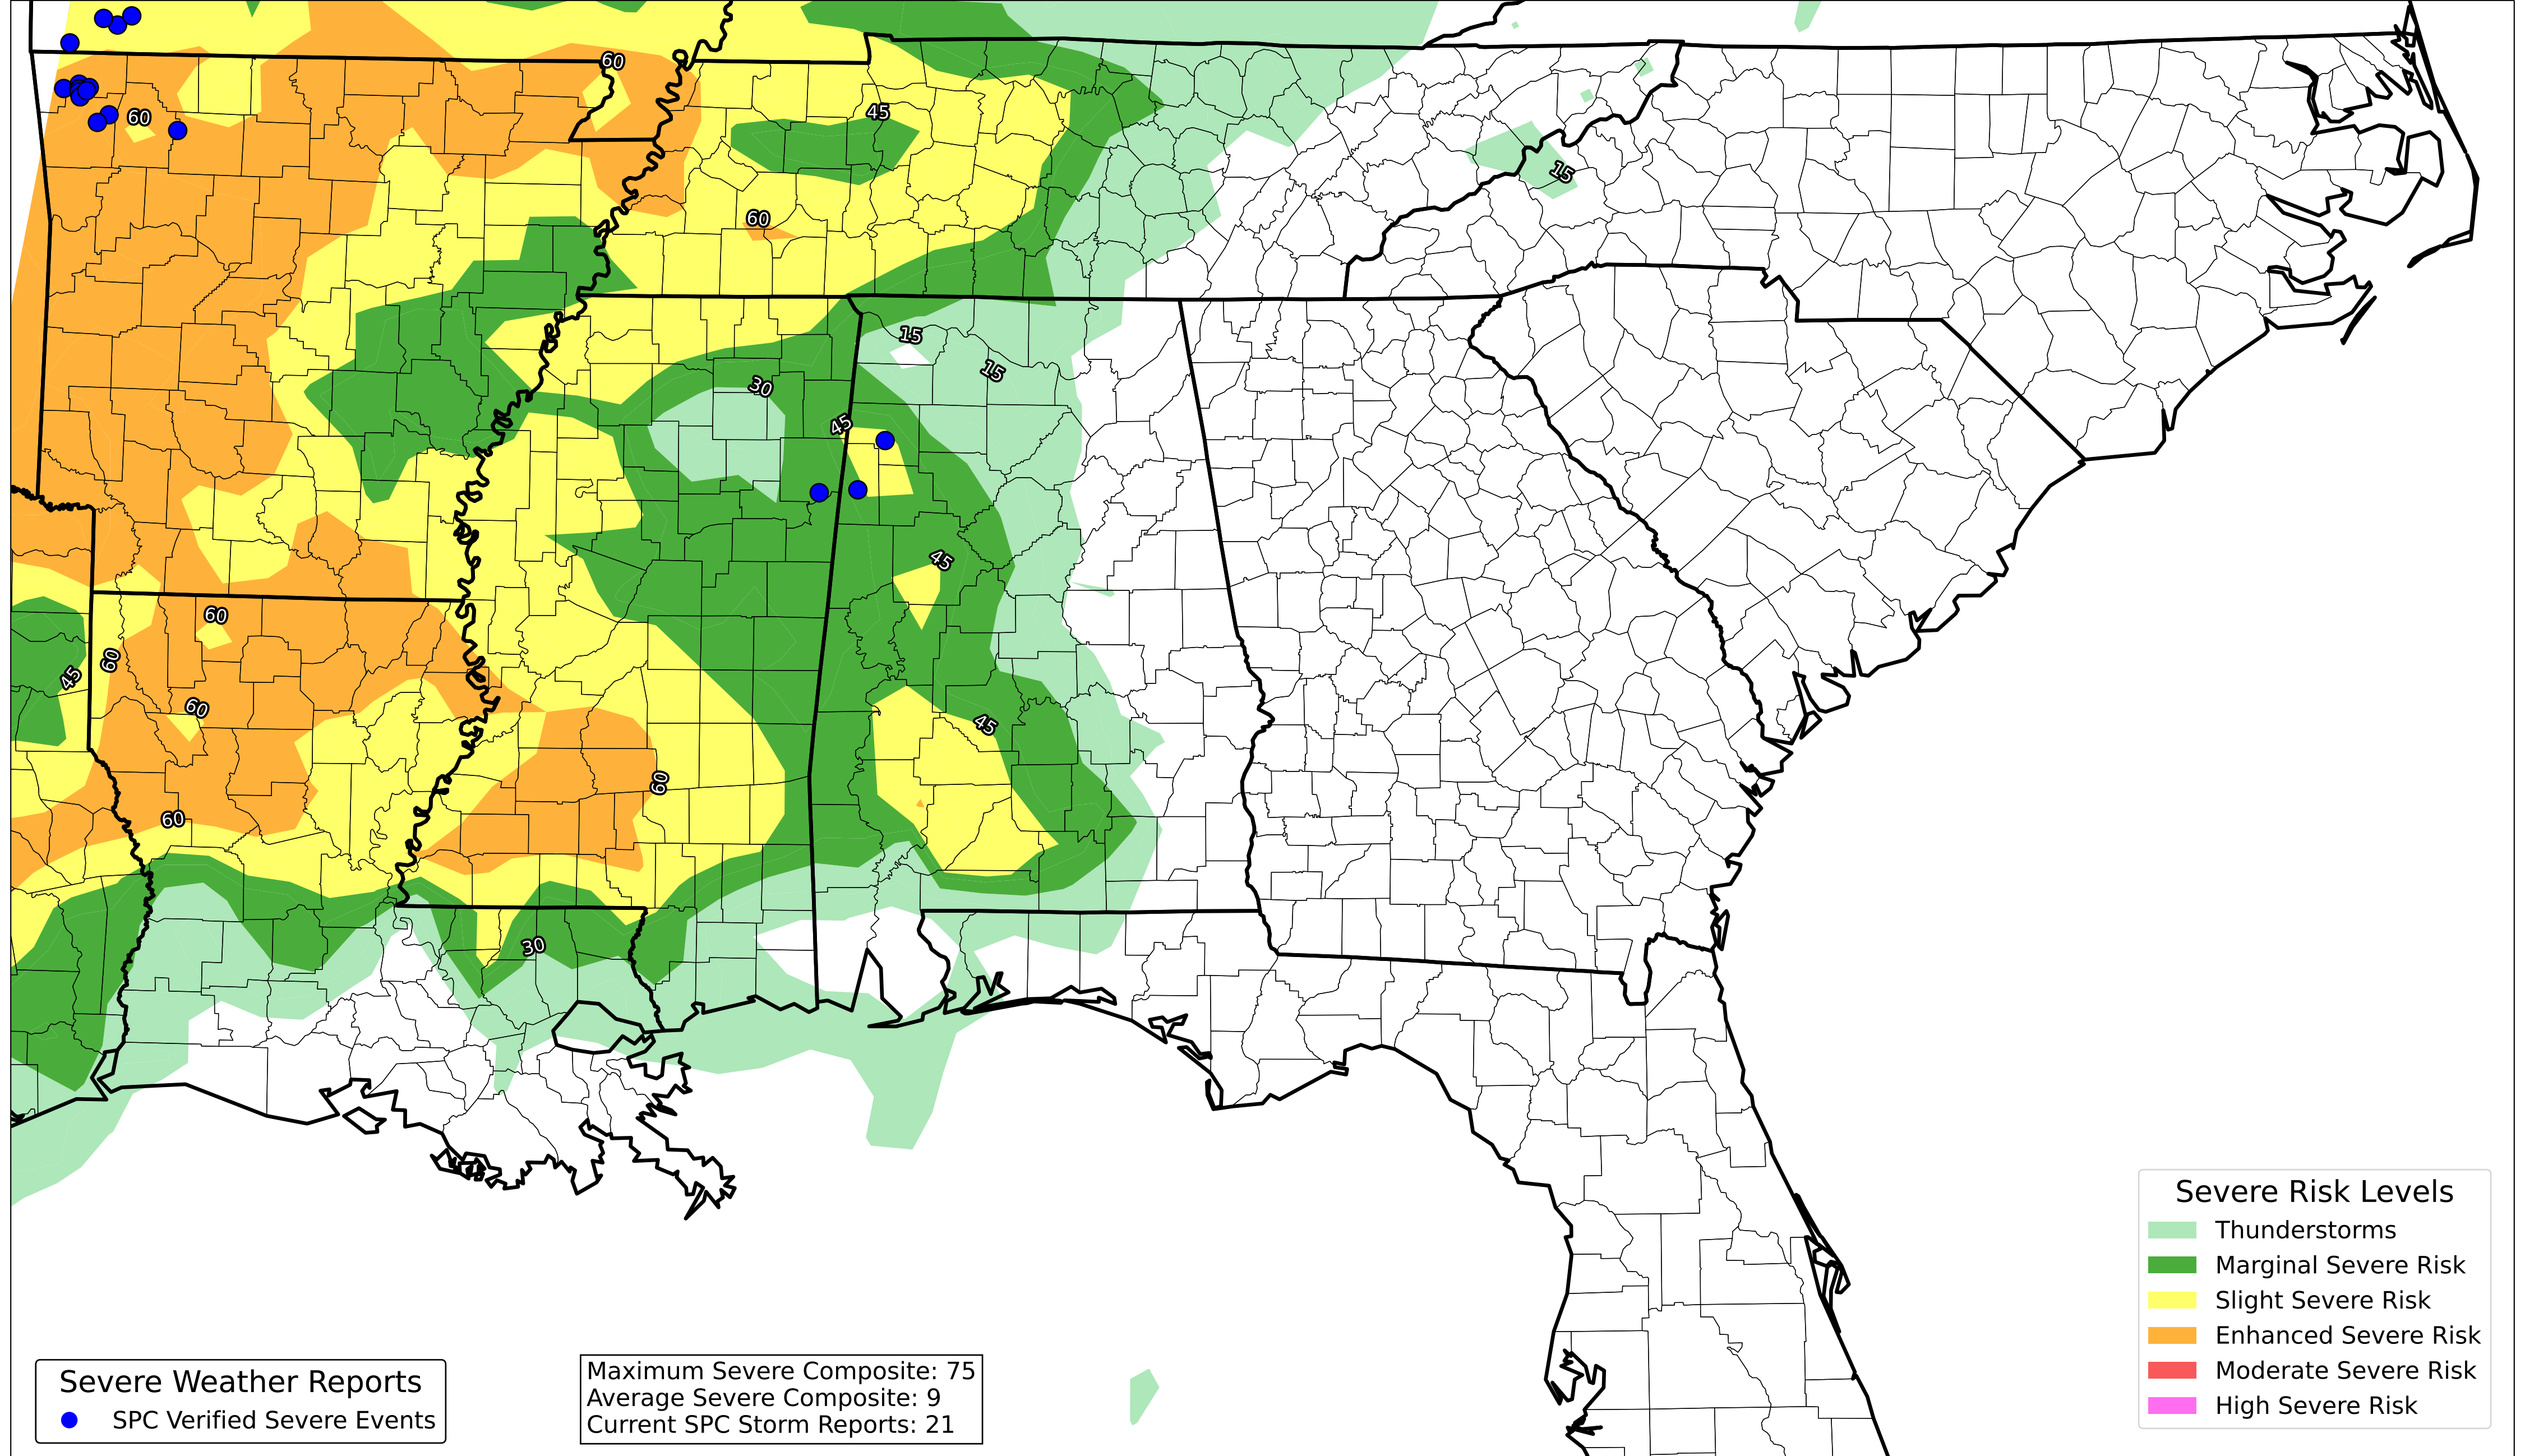 60
60
45
60
15
15
15
30
45
45
60
60
45
60
45
60
60
30
Severe Risk Levels
Thunderstorms
Marginal Severe Risk
Slight Severe Risk
Enhanced Severe Risk
Moderate Severe Risk
High Severe Risk
Severe Weather Reports
SPC Verified Severe Events
Maximum Severe Composite: 75
Average Severe Composite: 9
Current SPC Storm Reports: 21